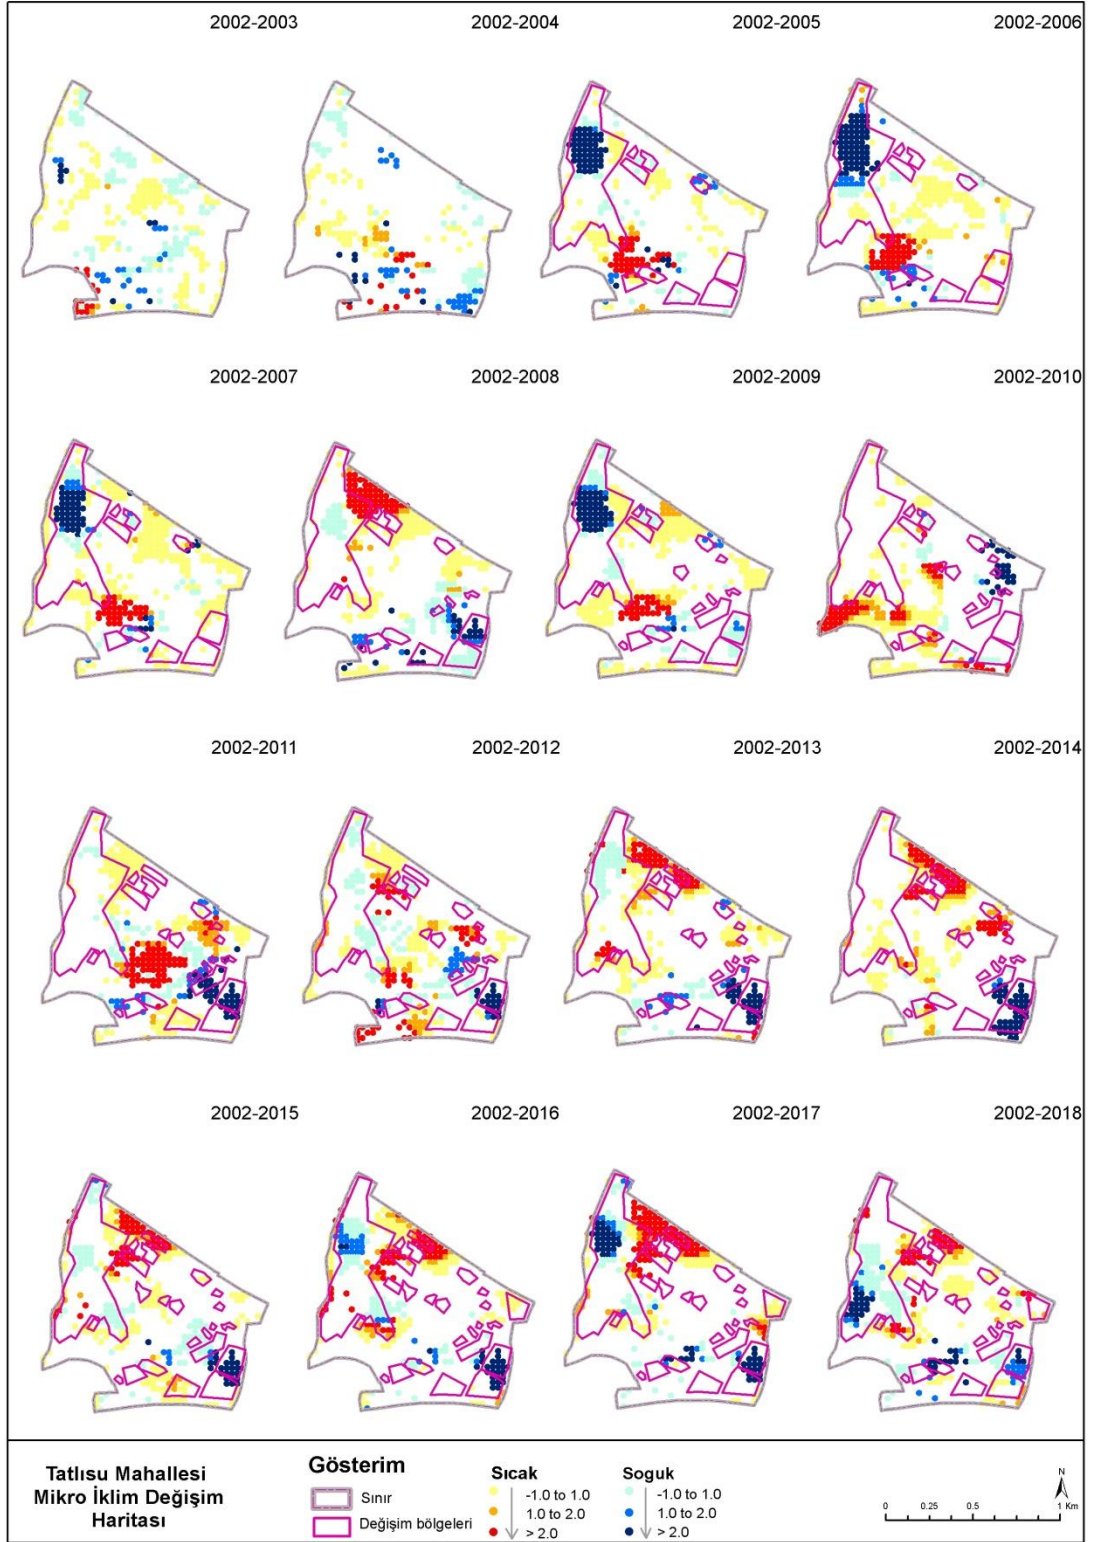 2002-2003
2002-2004
2002-2005
2002-2006
2002-2007
2002-2008
2002-2009
2002-2010
2002-2011
2002-2012
2002-2013
2002-2014
2002-2015
2002-2016
2002-2017
2002-2018
Tatlısu Mahallesi
Mikro İklim Değişim
Haritası
Gösterim
Sınır
Değişim bölgeleri
Sıcak
-1.0 to 1.0
1.0 to 2.0
> 2.0
Soguk
-1.0 to 1.0
1.0 to 2.0
> 2.0
N
0 0.25 0.5 1 Km